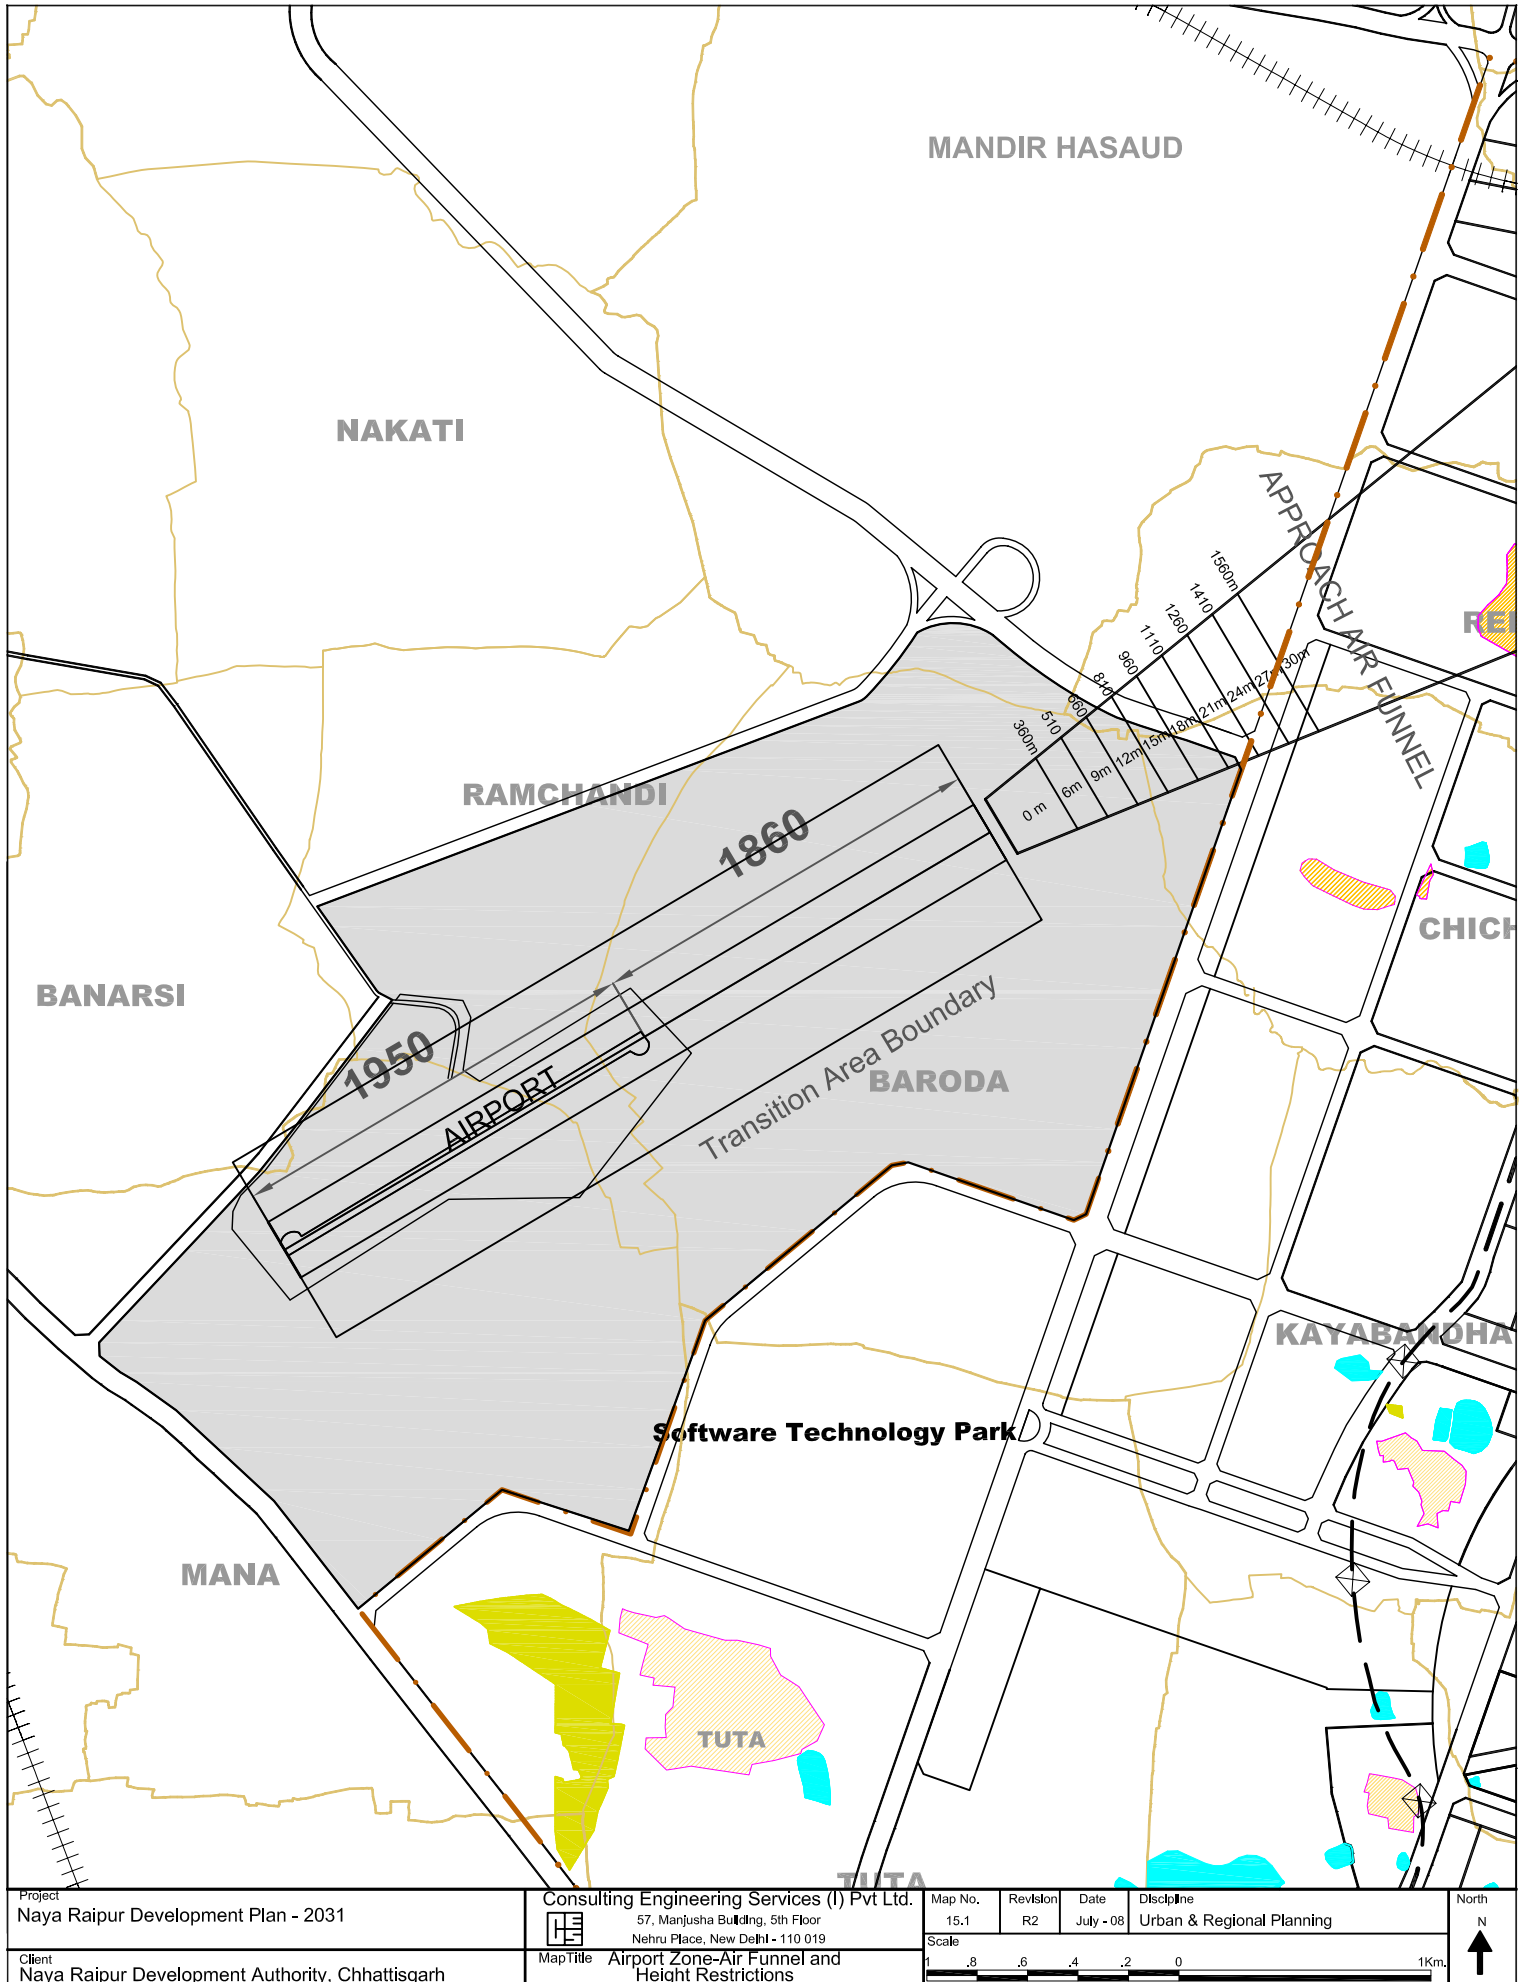 MANDIR HASAUD
NAKATI
APPROACH AIR FUNNEL
1560m
1410
1260
1110
960
810
660
510
360m
0 m
6m
9m
12m
15m
18m
21m
24m
27m
30m
RAMCHANDI
1860
CHICH
BANARSI
1950
AIRPORT
Transition Area Boundary
BARODA
KAYABANDHA
Software Technology Park
MANA
TUTA
TUTA
Project
Naya Raipur Development Plan - 2031
Client
Naya Raipur Development Authority, Chhattisgarh
Consulting Engineering Services (I) Pvt Ltd.
57, Manjusha Building, 5th Floor
Nehru Place, New Delhi - 110 019
MapTitle Airport Zone-Air Funnel and
Height Restrictions
Map No.
15.1
Revision
R2
Date
July - 08
Discipline
Urban & Regional Planning
Scale
1 .8 .6 .4 .2 0 1Km.
North
N